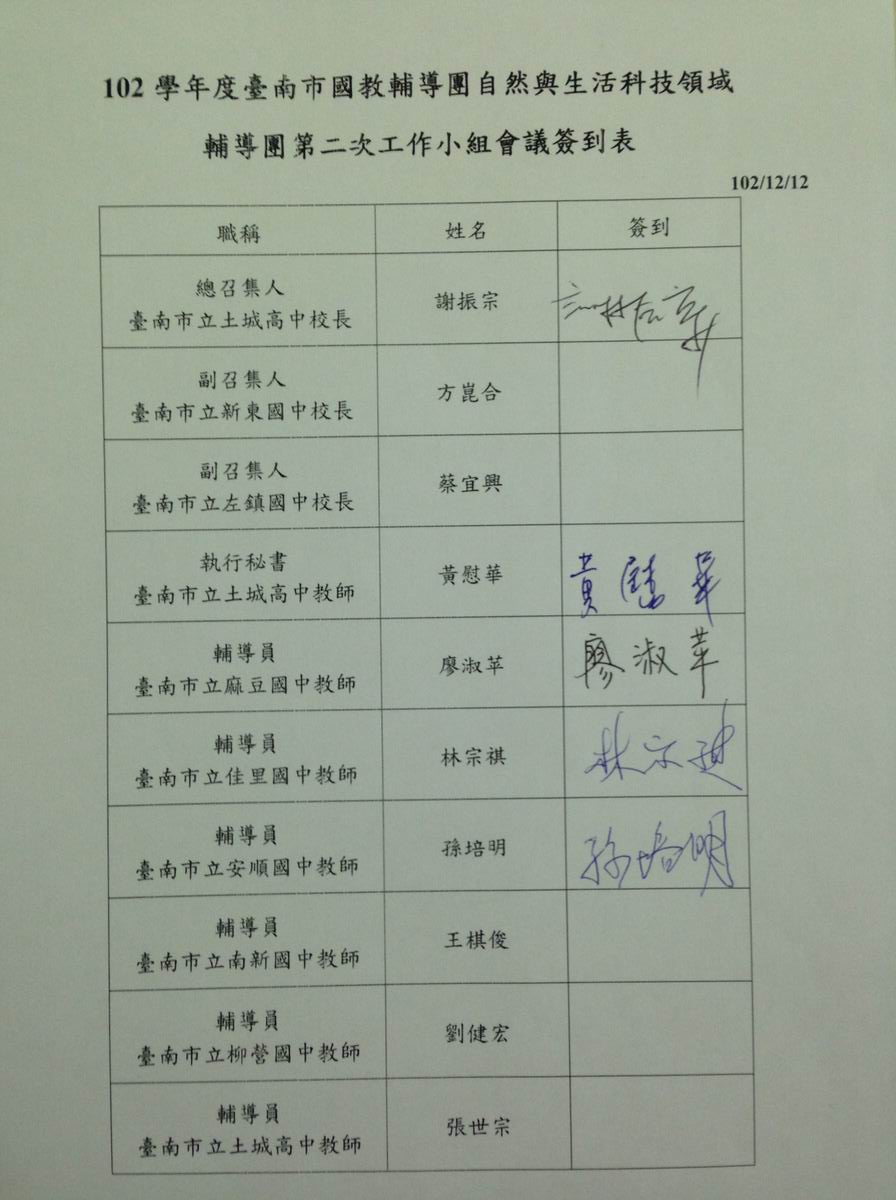 102 學年度臺南市國教輔導團自然與生活科技領域
輔導團第二次工作小組會議簽到表
102/12/12
職稱 姓名 簽到
總召集人
臺南市立土城高中校長
謝振宗
副召集人
臺南市立新東國中校長
方崑合
副召集人
臺南市立左鎮國中校長
蔡宜興
執行秘書
臺南市立土城高中教師
黃慰華
黃慰華
輔導員
臺南市立麻豆國中教師
廖淑苹
廖淑苹
輔導員
臺南市立佳里國中教師
林宗祺
輔導員
臺南市立安順國中教師
孫培明
孫培明
輔導員
臺南市立南新國中教師
王棋俊
輔導員
臺南市立柳營國中教師
劉健宏
輔導員
臺南市立土城高中教師
張世宗